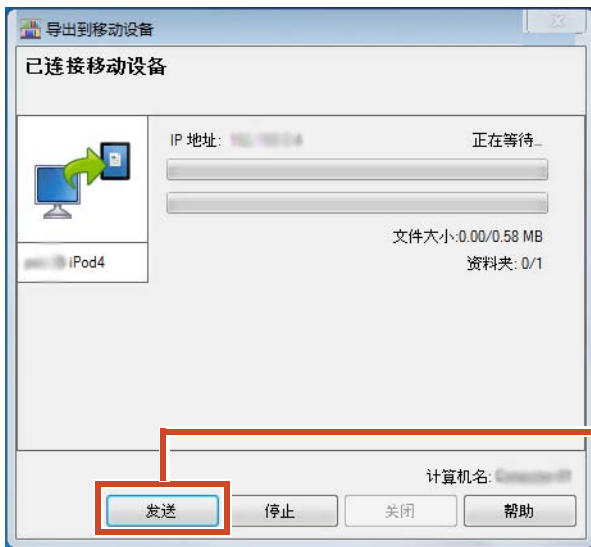 导出到移动设备
已连接移动设备
IP 地址: 正在等待...
文件大小:0.00/0.58 MB
iPod4
资料夹: 0/1
计算机名:
发送 停止 关闭 帮助